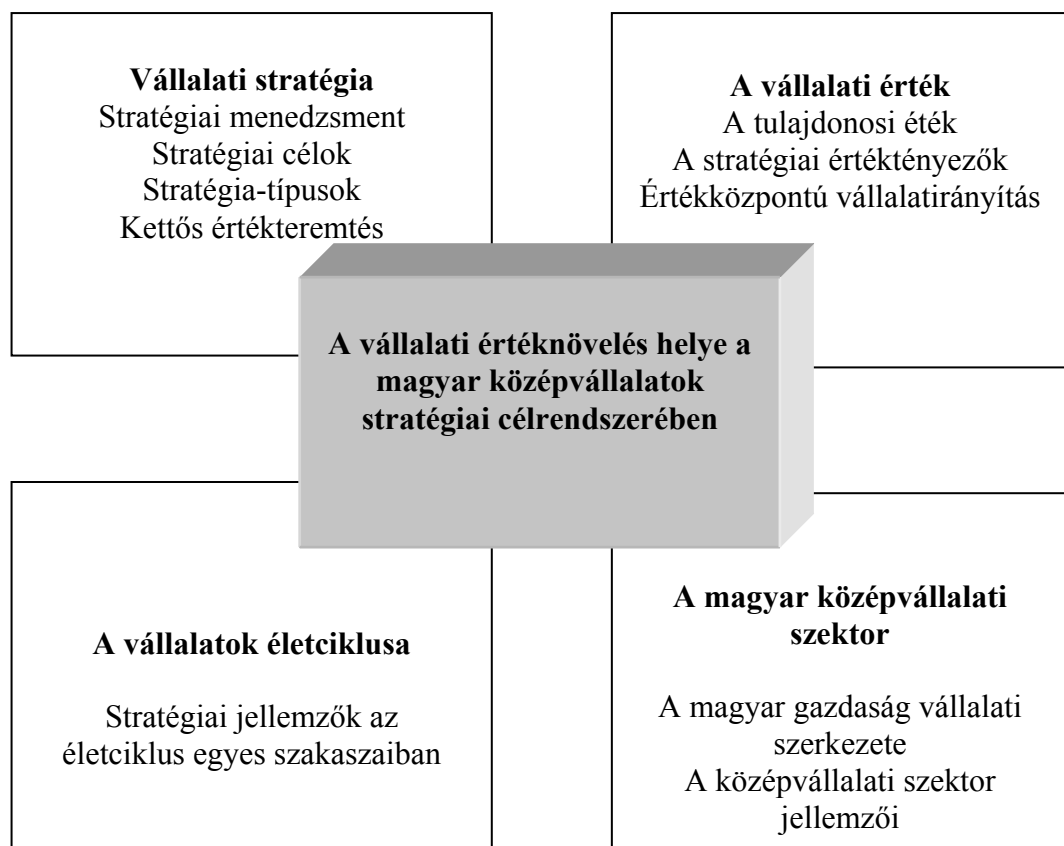 Vállalati stratégia
Stratégiai menedzsment
Stratégiai célok
Stratégia-típusok
Kettős értékteremtés
A vállalati érték
A tulajdonosi éték
A stratégiai értéktényezők
Értékközpontú vállalatirányítás
A vállalati értéknövelés helye a
magyar középvállalatok
stratégiai célrendszerében
A vállalatok életciklusa
Stratégiai jellemzők az
életciklus egyes szakaszaiban
A magyar középvállalati
szektor
A magyar gazdaság vállalati
szerkezete
A középvállalati szektor
jellemzői